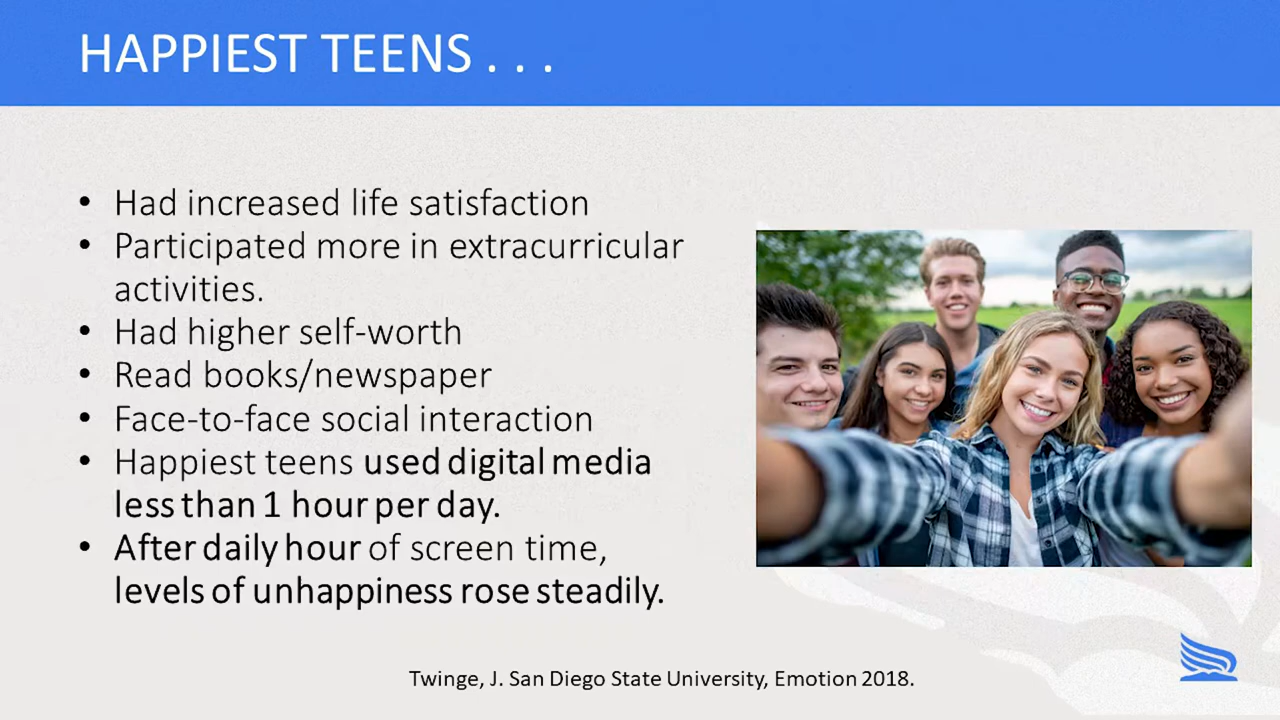 HAPPIEST TEENS . . .
• Had increased life satisfaction
• Participated more in extracurricular
activities.
• Had higher self-worth
• Read books/newspaper
• Face-to-face social interaction
• Happiest teens used digital media
less than 1 hour per day.
• After daily hour of screen time,
levels of unhappiness rose steadily.
Twinge, J. San Diego State University, Emotion 2018.